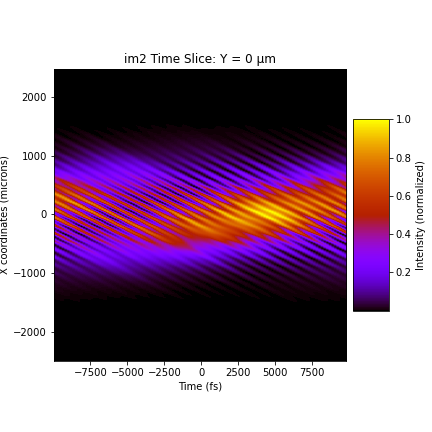 im2 Time Slice: Y = 0 μm
X coordinates (microns)
2000
1000
0
−1000
−2000
−7500 −5000 −2500 0 2500 5000 7500
Time (fs)
1.0
0.8
0.6
0.4
0.2
Intensity (normalized)